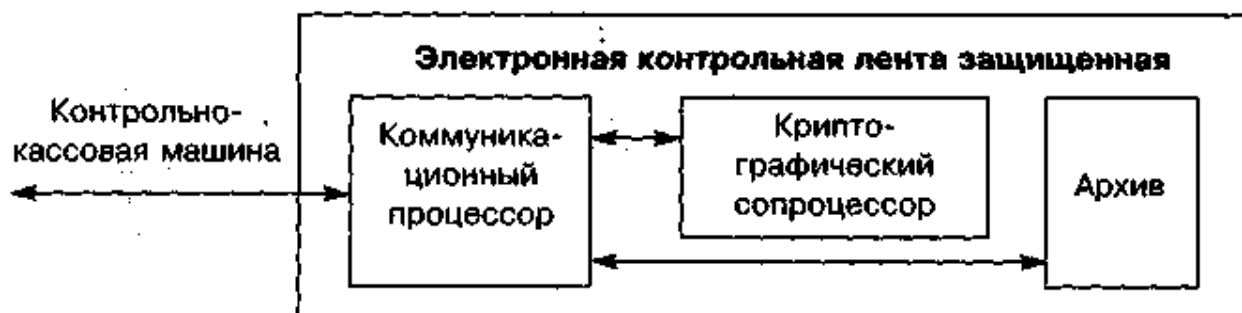 Электронная контрольная лента защищенная
Контрольно-
кассовая машина
Коммуника-
ционный
процессор
Крипто-
графический
сопроцессор
Архив